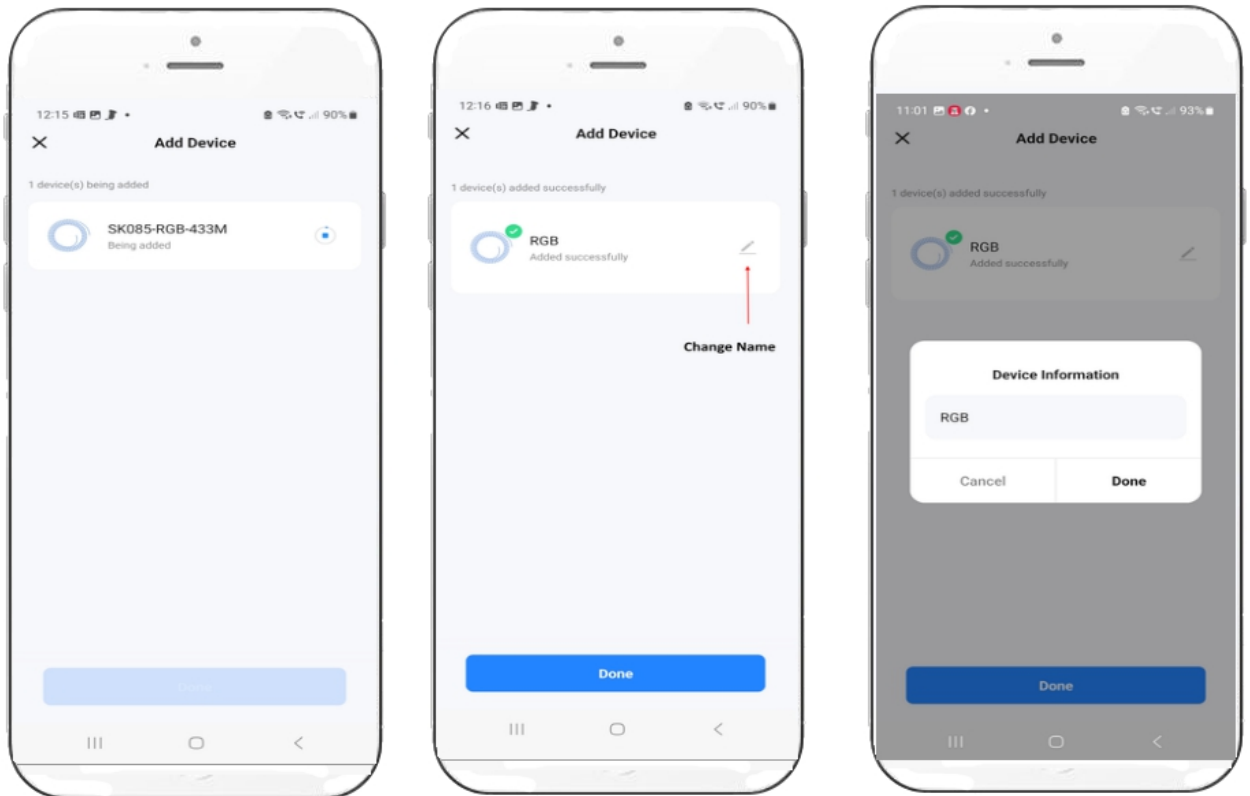 12:15
90%
Add Device
1 device(s) being added
SK085-RGB-433M
Being added
Done
12:16
90%
Add Device
1 device(s) added successfully
RGB
Added successfully
Change Name
Done
11:01
93%
Add Device
1 device(s) added successfully
RGB
Added successfully
Device Information
RGB
Cancel
Done
Done